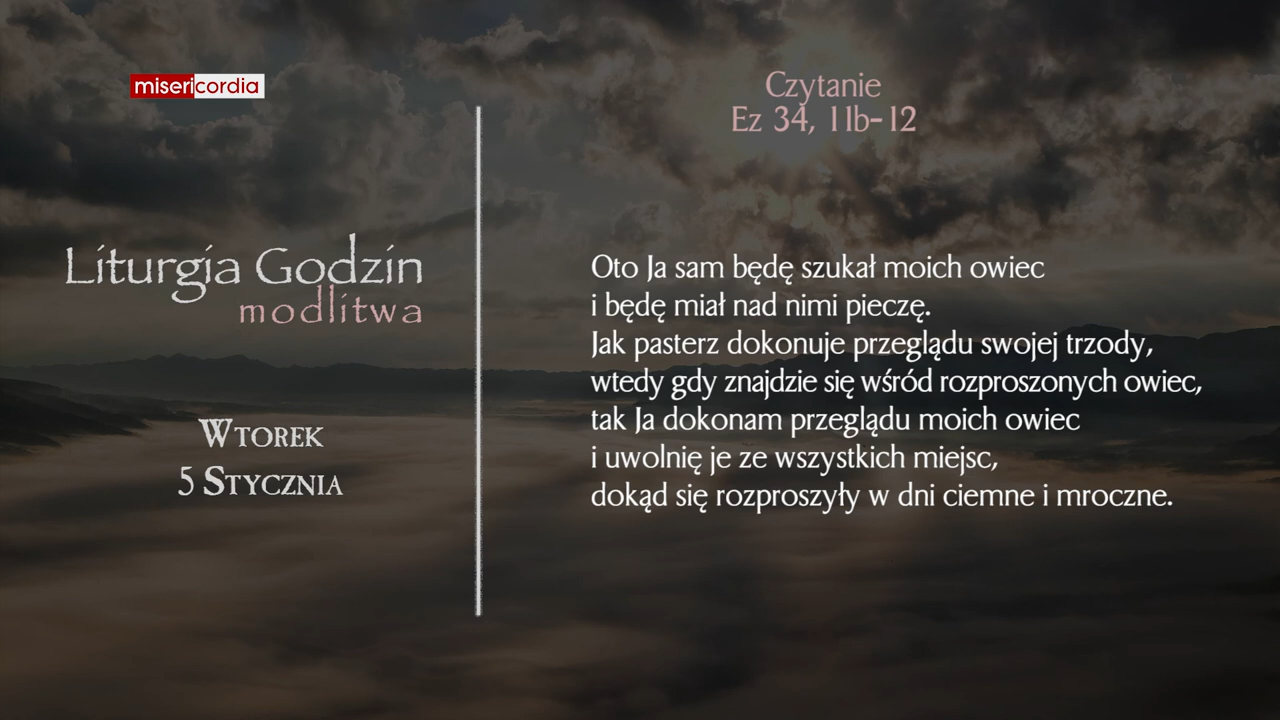 misericordia
Liturgia Godzin
modlitwa
Wtorek
5 Stycznia
Czytanie
Ez 34, 11b-12
Oto Ja sam będę szukał moich owiec
i będę miał nad nimi pieczę.
Jak pasterz dokonuje przeglądu swojej trzody,
wtedy gdy znajdzie się wśród rozproszonych owiec,
tak Ja dokonam przeglądu moich owiec
i uwolnię je ze wszystkich miejsc,
dokąd się rozproszyły w dni ciemne i mroczne.